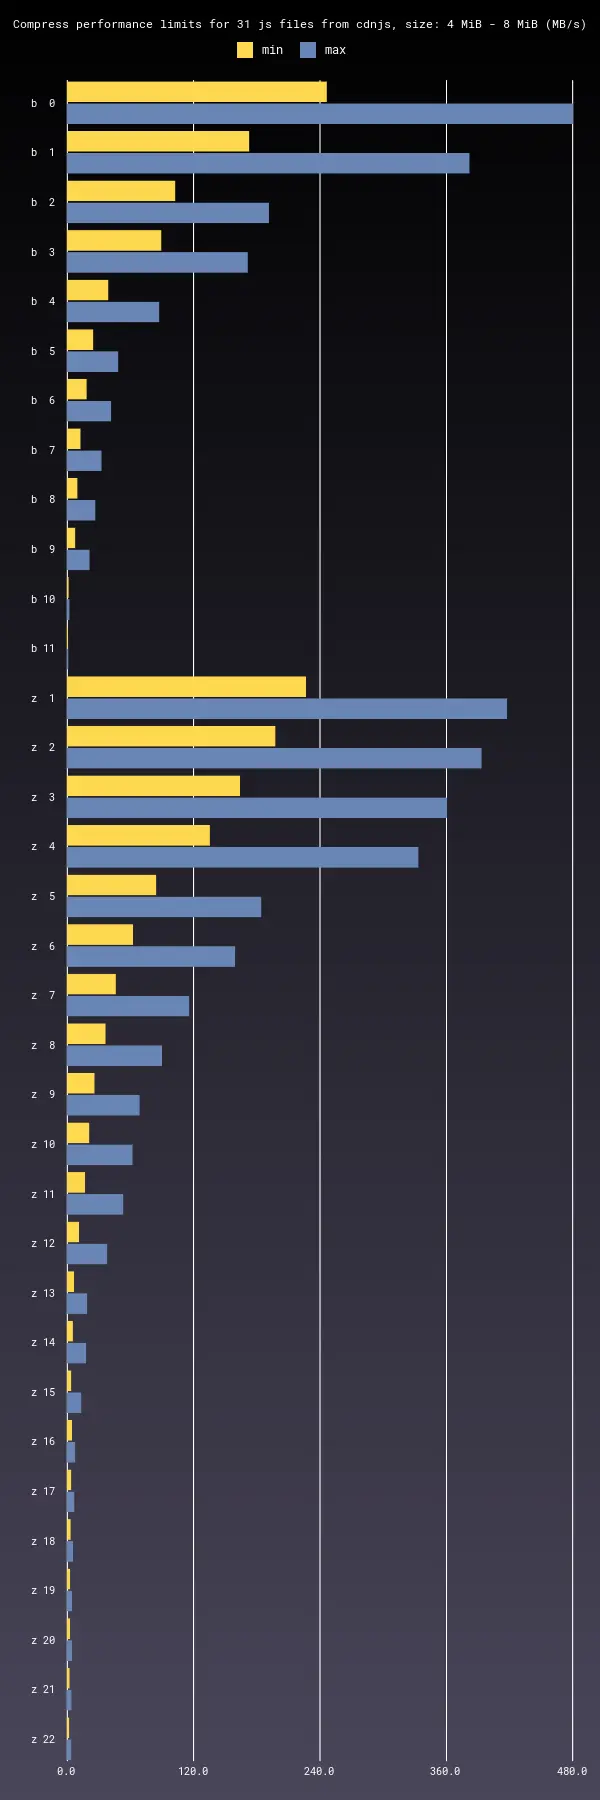 Compress performance limits for 31 js files from cdnjs, size: 4 MiB - 8 MiB (MB/s)
min max
b 0
b 1
b 2
b 3
b 4
b 5
b 6
b 7
b 8
b 9
b 10
b 11
z 1
z 2
z 3
z 4
z 5
z 6
z 7
z 8
z 9
z 10
z 11
z 12
z 13
z 14
z 15
z 16
z 17
z 18
z 19
z 20
z 21
z 22
0.0 120.0 240.0 360.0 480.0